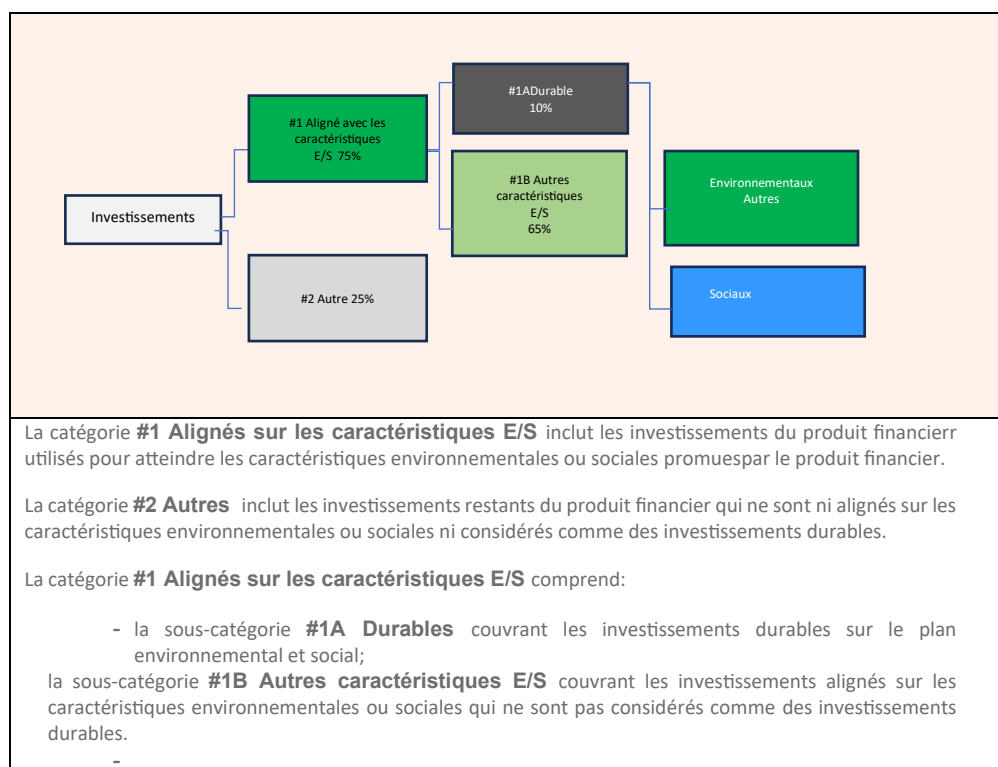 #1ADurable
10%
#1 Aligné avec les
caractéristiques
E/S 75%
#1B Autres
caractéristiques
E/S
65%
Environnementaux
Autres
Investissements
#2 Autre 25%
Sociaux
La catégorie #1 Alignés sur les caractéristiques E/S inclut les investissements du produit financierr
utilisés pour atteindre les caractéristiques environnementales ou sociales promuespar le produit financier.
La catégorie #2 Autres inclut les investissements restants du produit financier qui ne sont ni alignés sur les
caractéristiques environnementales ou sociales ni considérés comme des investissements durables.
La catégorie #1 Alignés sur les caractéristiques E/S comprend:
- la sous-catégorie #1A Durables couvrant les investissements durables sur le plan
environnemental et social;
la sous-catégorie #1B Autres caractéristiques E/S couvrant les investissements alignés sur les
caractéristiques environnementales ou sociales qui ne sont pas considérés comme des investissements
durables.
-